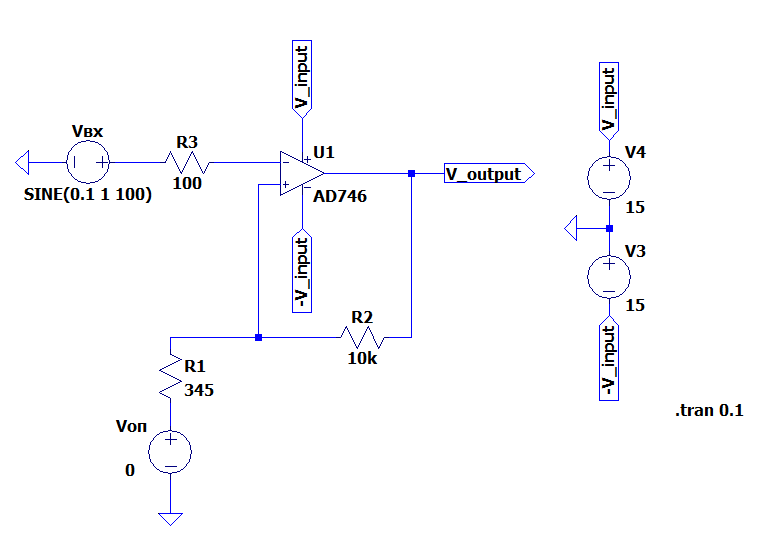 V_input
Vвх
SINE(0.1 1 100)
R3
100
U1
AD746
V_output
-V_input
R2
10k
R1
345
Vоп
0
V_input
V4
15
V3
15
-V_input
.tran 0.1